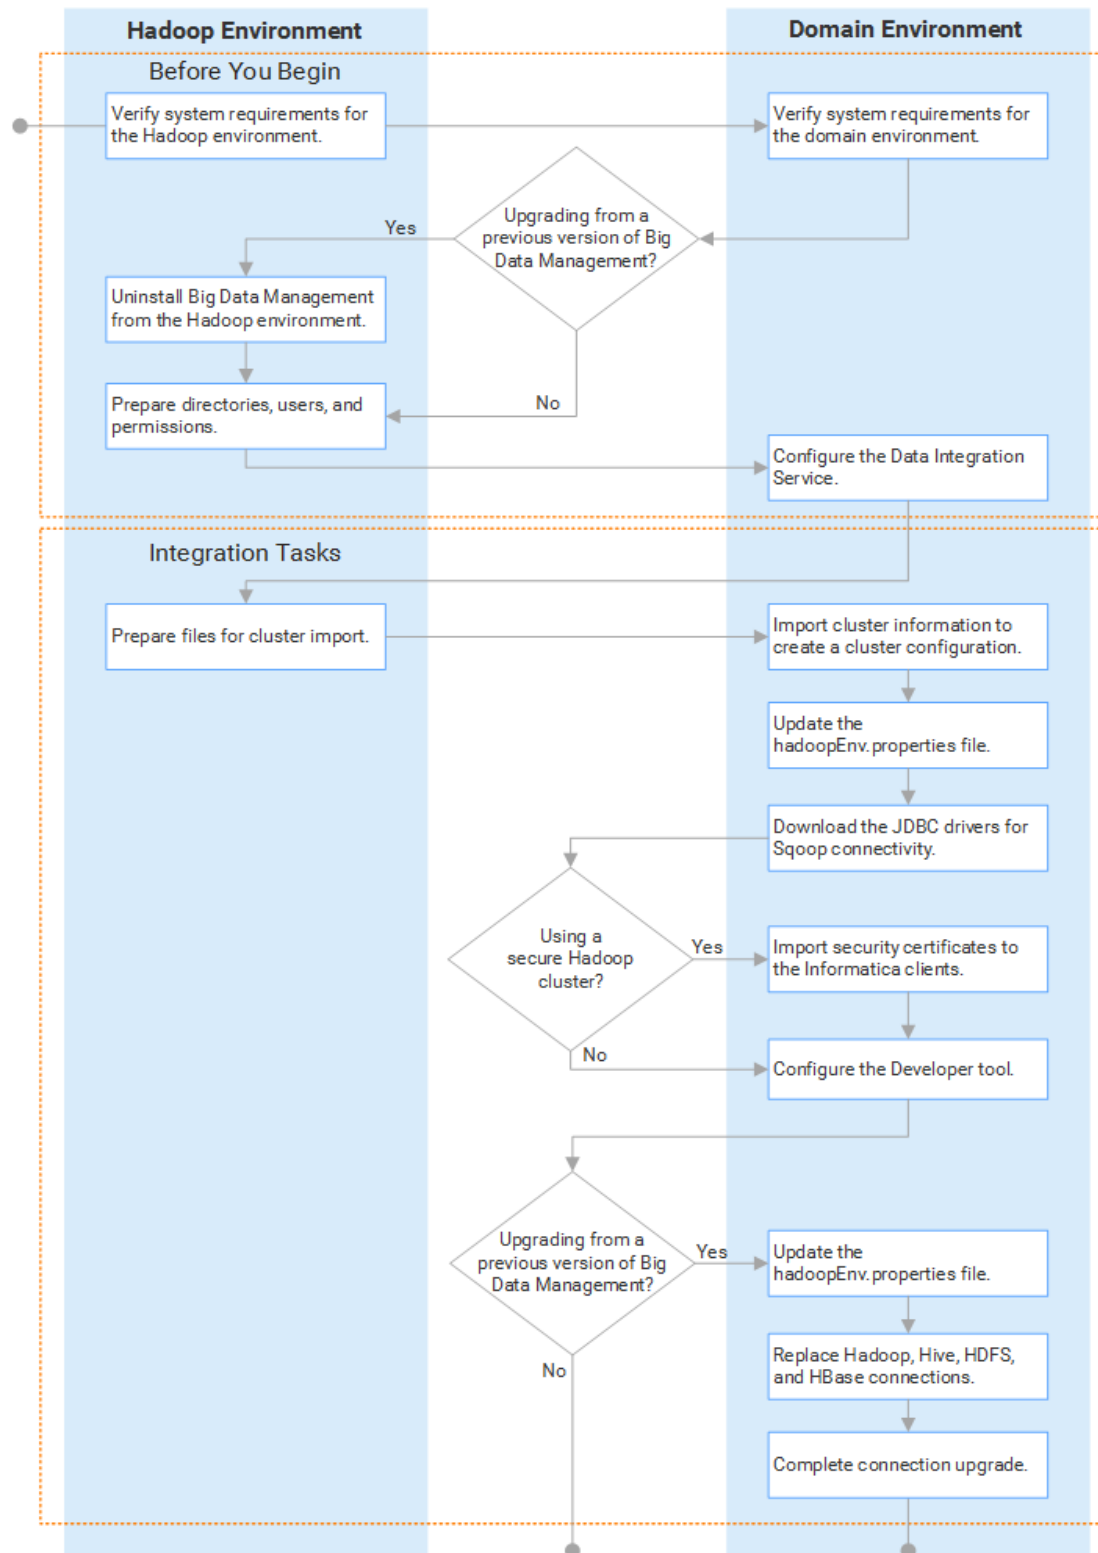 Hadoop Environment
Domain Environment
Before You Begin
Verify system requirements for
the Hadoop environment.
Verify system requirements for
the domain environment.
Upgrading from a
previous version of Big
Data Management?
Yes
Uninstall Big Data Management
from the Hadoop environment.
No
Prepare directories, users, and
permissions.
Configure the Data Integration
Service.
Integration Tasks
Prepare files for cluster import.
Import cluster information to
create a cluster configuration.
Update the
hadoopEnv.properties file.
Download the JDBC drivers for
Sqoop connectivity.
Using a
secure Hadoop
cluster?
Yes
Import security certificates to
the Informatica clients.
No
Configure the Developer tool.
Upgrading from a
previous version of Big
Data Management?
Yes
Update the
hadoopEnv.properties file.
Replace Hadoop, Hive, HDFS,
and HBase connections.
No
Complete connection upgrade.